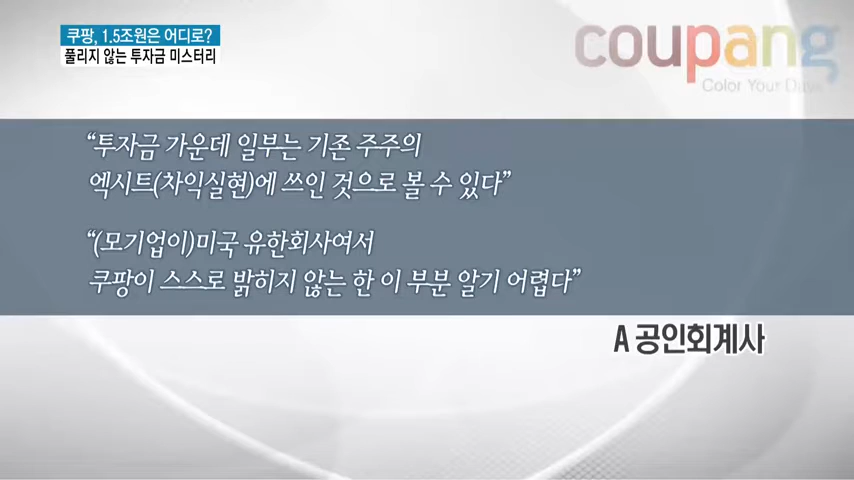 쿠팡, 1.5조원은 어디로?
풀리지 않는 투자금 미스터리
coupang
Color Your Days
“투자금 가운데 일부는 기존 주주의
엑시트(차익실현)에 쓰인 것으로 볼 수 있다”
“(모기업이)미국 유한회사여서
쿠팡이 스스로 밝히지 않는 한 이 부분 알기 어렵다”
A 공인회계사